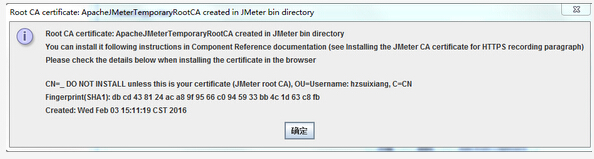 Root CA certificate: ApacheJMeterTemporaryRootCA created in JMeter bin directory
Root CA certificate: ApacheJMeterTemporaryRootCA created in JMeter bin directory
You can install it following instructions in Component Reference documentation (see Installing the JMeter CA certificate for HTTPS recording paragraph)
Please check the details below when installing the certificate in the browser
CN=_ DO NOT INSTALL unless this is your certificate (JMeter root CA), OU=Username: hzsuixiang, C=CN
Fingerprint(SHA1): db cd 43 81 24 ac a8 9f 95 66 c0 94 59 33 bb 4c 1d 63 c8 fb
Created: Wed Feb 03 15:11:19 CST 2016
确定